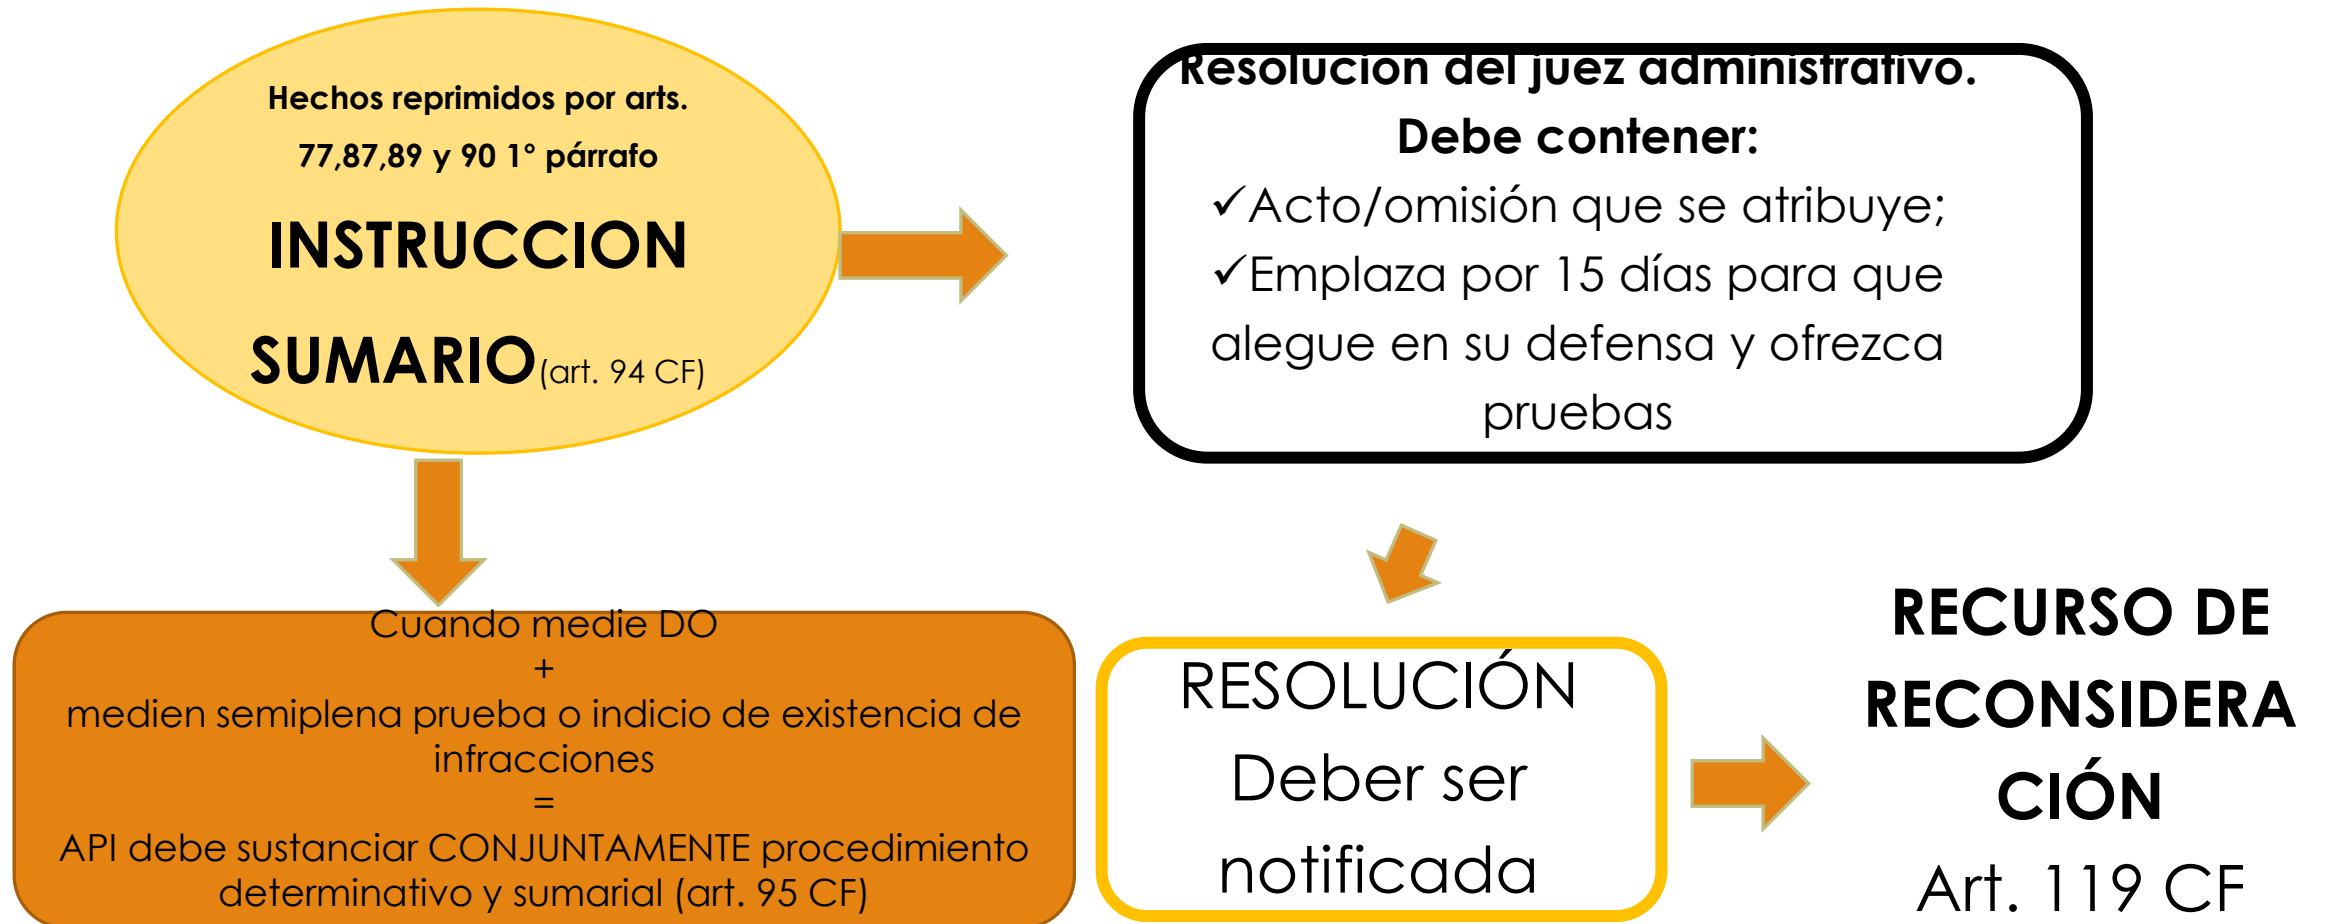 Hechos reprimidos por arts.
77,87,89 y 90 1° párrafo
INSTRUCCION
SUMARIO(art. 94 CF)
Resolución del juez administrativo.
Debe contener:
✓Acto/omisión que se atribuye;
✓Emplaza por 15 días para que
alegue en su defensa y ofrezca
pruebas
Cuando medie DO
+
medien semiplena prueba o indicio de existencia de
infracciones
=
API debe sustanciar CONJUNTAMENTE procedimiento
determinativo y sumarial (art. 95 CF)
RESOLUCIÓN
Deber ser
notificada
RECURSO DE
RECONSIDERA
CIÓN
Art. 119 CF